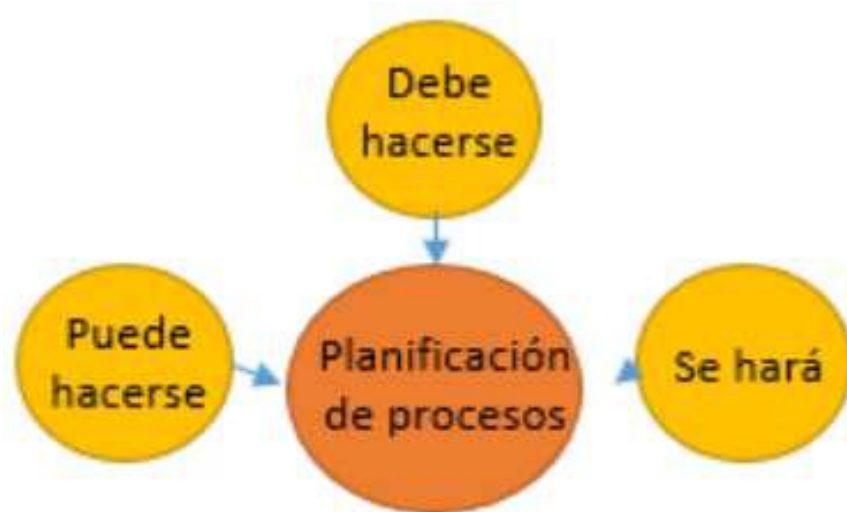 Debe
hacerse
Puede
hacerse
Planificación
de procesos
Se hará